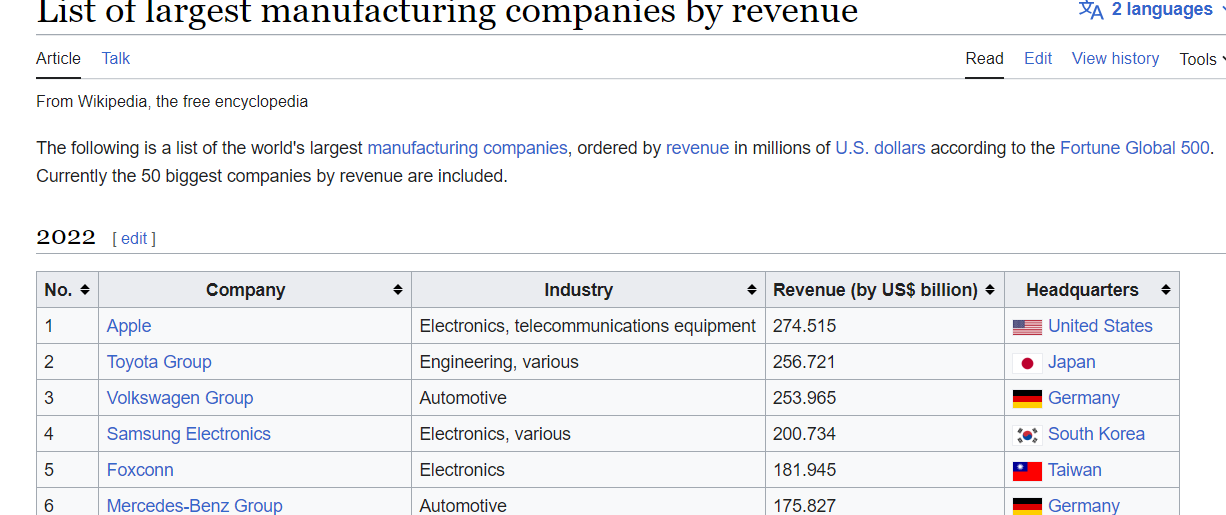 List of largest manufacturing companies by revenue
2 languages
Article Talk Read Edit View history Tools
From Wikipedia, the free encyclopedia
The following is a list of the world's largest manufacturing companies, ordered by revenue in millions of U.S. dollars according to the Fortune Global 500.
Currently the 50 biggest companies by revenue are included.
2022 [ edit ]
No. Company Industry Revenue (by US$ billion) Headquarters
1 Apple Electronics, telecommunications equipment 274.515 United States
2 Toyota Group Engineering, various 256.721 Japan
3 Volkswagen Group Automotive 253.965 Germany
4 Samsung Electronics Electronics, various 200.734 South Korea
5 Foxconn Electronics 181.945 Taiwan
6 Mercedes-Benz Group Automotive 175.827 Germany